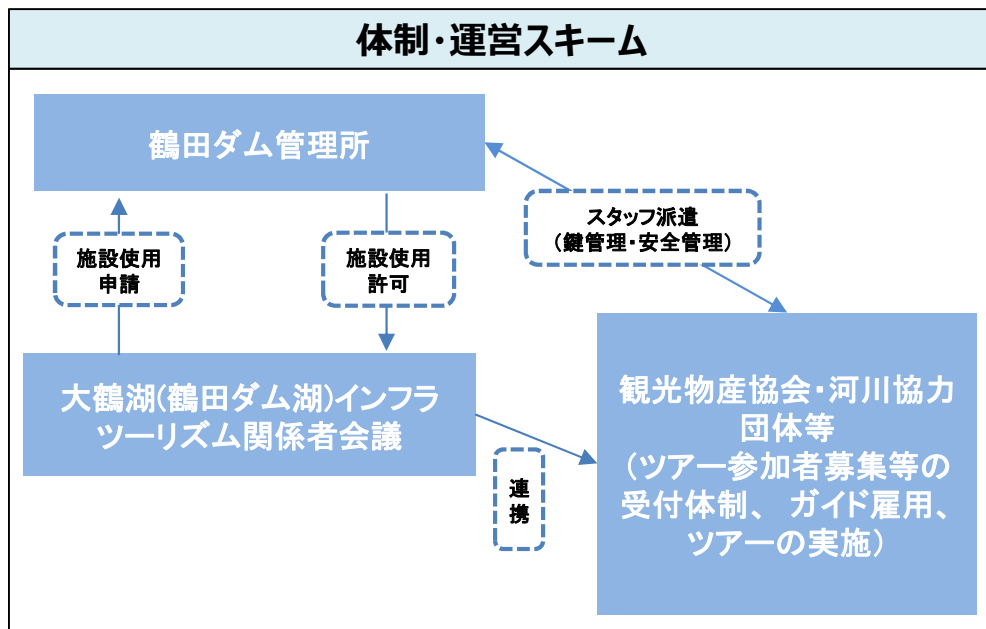 体制・運営スキーム
鶴田ダム管理所
スタッフ派遣
（鍵管理・安全管理）
施設使用
申請
施設使用
許可
大鶴湖(鶴田ダム湖)インフラ
ツーリズム関係者会議
連
携
観光物産協会・河川協力
団体等
（ツアー参加者募集等の
受付体制、 ガイド雇用、
ツアーの実施）